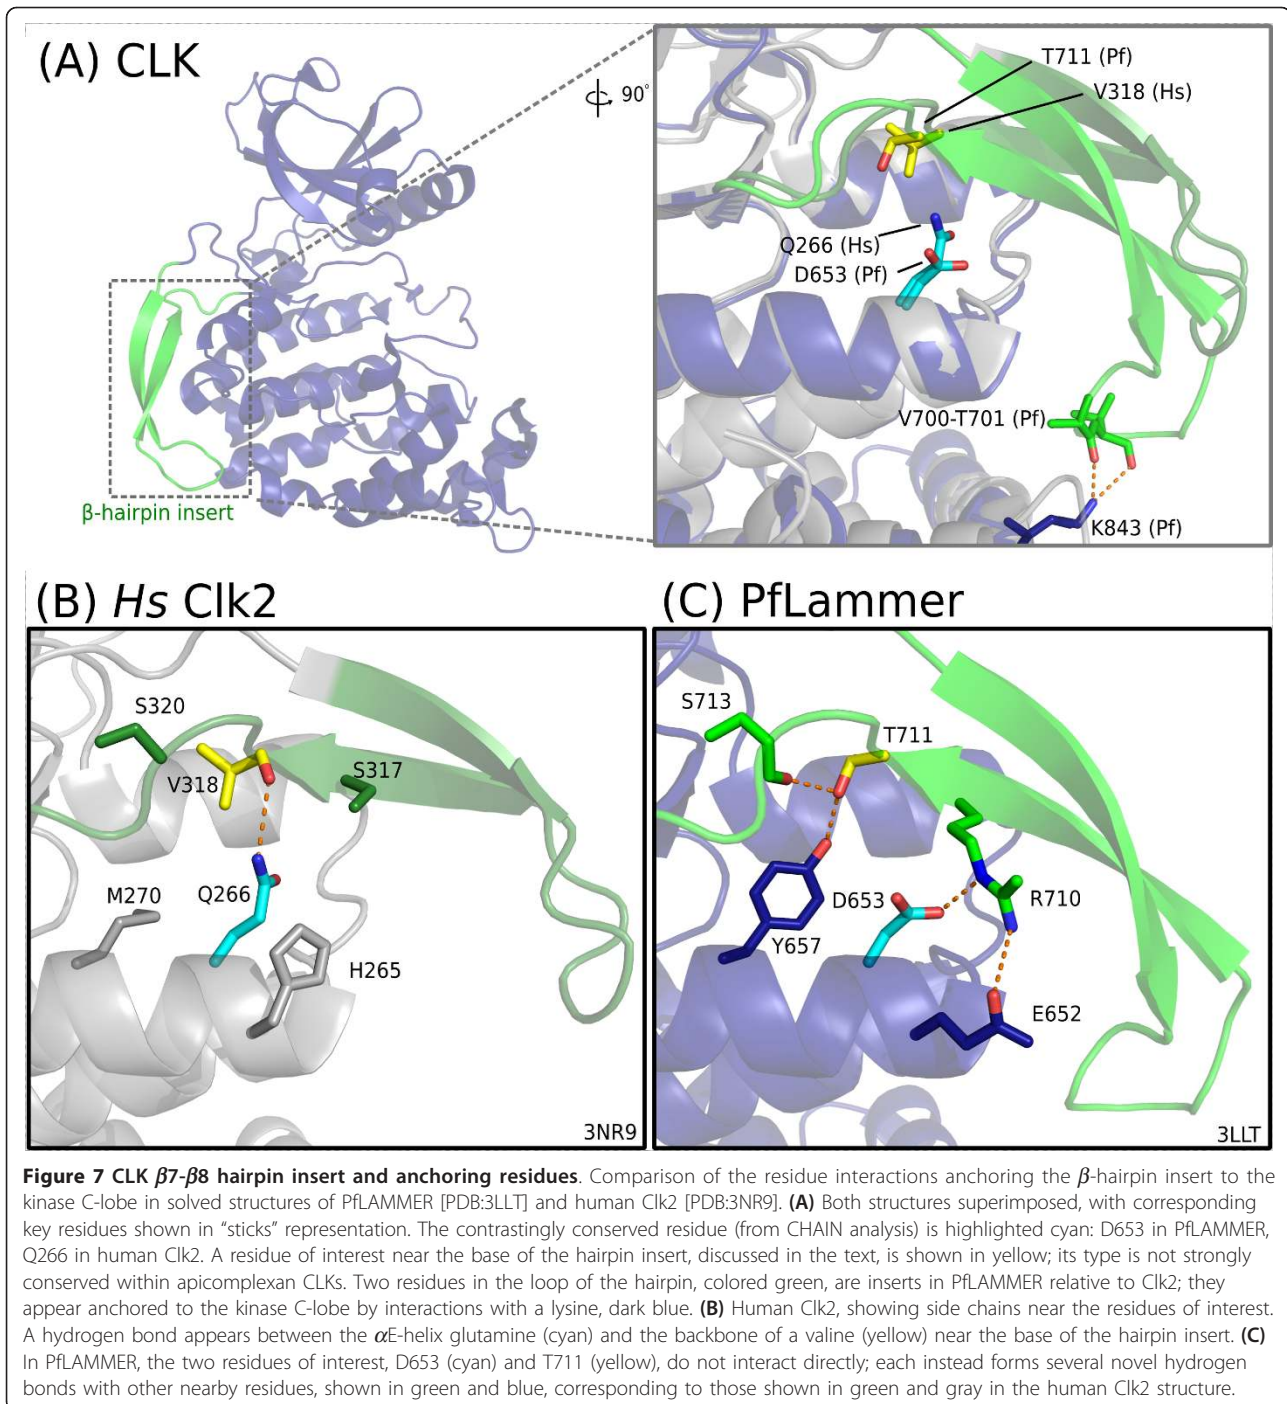 (A) CLK
90°
T711 (Pf)
V318 (Hs)
Q266 (Hs)
D653 (Pf)
V700-T701 (Pf)
K843 (Pf)
β-hairpin insert
(B) Hs Clk2
S320
V318
S317
M270
Q266
H265
3NR9
(C) PfLammer
S713
T711
D653
R710
Y657
E652
3LLT
Figure 7 CLK β7-β8 hairpin insert and anchoring residues. Comparison of the residue interactions anchoring the β-hairpin insert to the
kinase C-lobe in solved structures of PfLAMMER [PDB:3LLT] and human Clk2 [PDB:3NR9]. (A) Both structures superimposed, with corresponding
key residues shown in “sticks” representation. The contrastingly conserved residue (from CHAIN analysis) is highlighted cyan: D653 in PfLAMMER,
Q266 in human Clk2. A residue of interest near the base of the hairpin insert, discussed in the text, is shown in yellow; its type is not strongly
conserved within apicomplexan CLKs. Two residues in the loop of the hairpin, colored green, are inserts in PfLAMMER relative to Clk2; they
appear anchored to the kinase C-lobe by interactions with a lysine, dark blue. (B) Human Clk2, showing side chains near the residues of interest.
A hydrogen bond appears between the αE-helix glutamine (cyan) and the backbone of a valine (yellow) near the base of the hairpin insert. (C)
In PfLAMMER, the two residues of interest, D653 (cyan) and T711 (yellow), do not interact directly; each instead forms several novel hydrogen
bonds with other nearby residues, shown in green and blue, corresponding to those shown in green and gray in the human Clk2 structure.